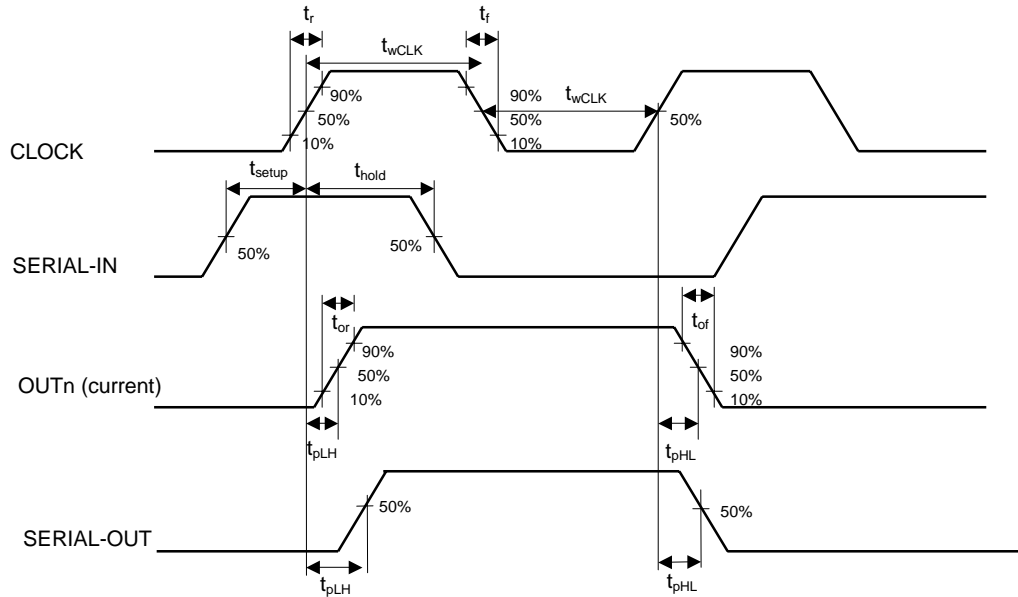 tr
tf
twCLK
90%
50%
10%
90%
50%
10%
twCLK
50%
CLOCK
tsetup
thold
50%
50%
SERIAL-IN
tor
tof
90%
50%
10%
90%
50%
10%
OUTn (current)
tpLH
tpHL
50%
50%
SERIAL-OUT
tpLH
tpHL